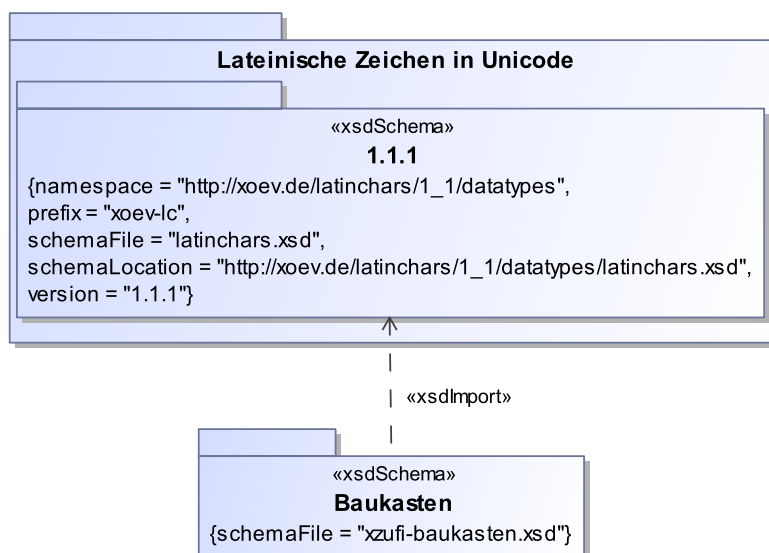 Lateinische Zeichen in Unicode
«xsdSchema»
1.1.1
{namespace = "http://xoev.de/latinchars/1_1/datatypes",
prefix = "xoev-lc",
schemaFile = "latinchars.xsd",
schemaLocation = "http://xoev.de/latinchars/1_1/datatypes/latinchars.xsd",
version = "1.1.1"}
«xsdImport»
«xsdSchema»
Baukasten
{schemaFile = "xzufi-baukasten.xsd"}